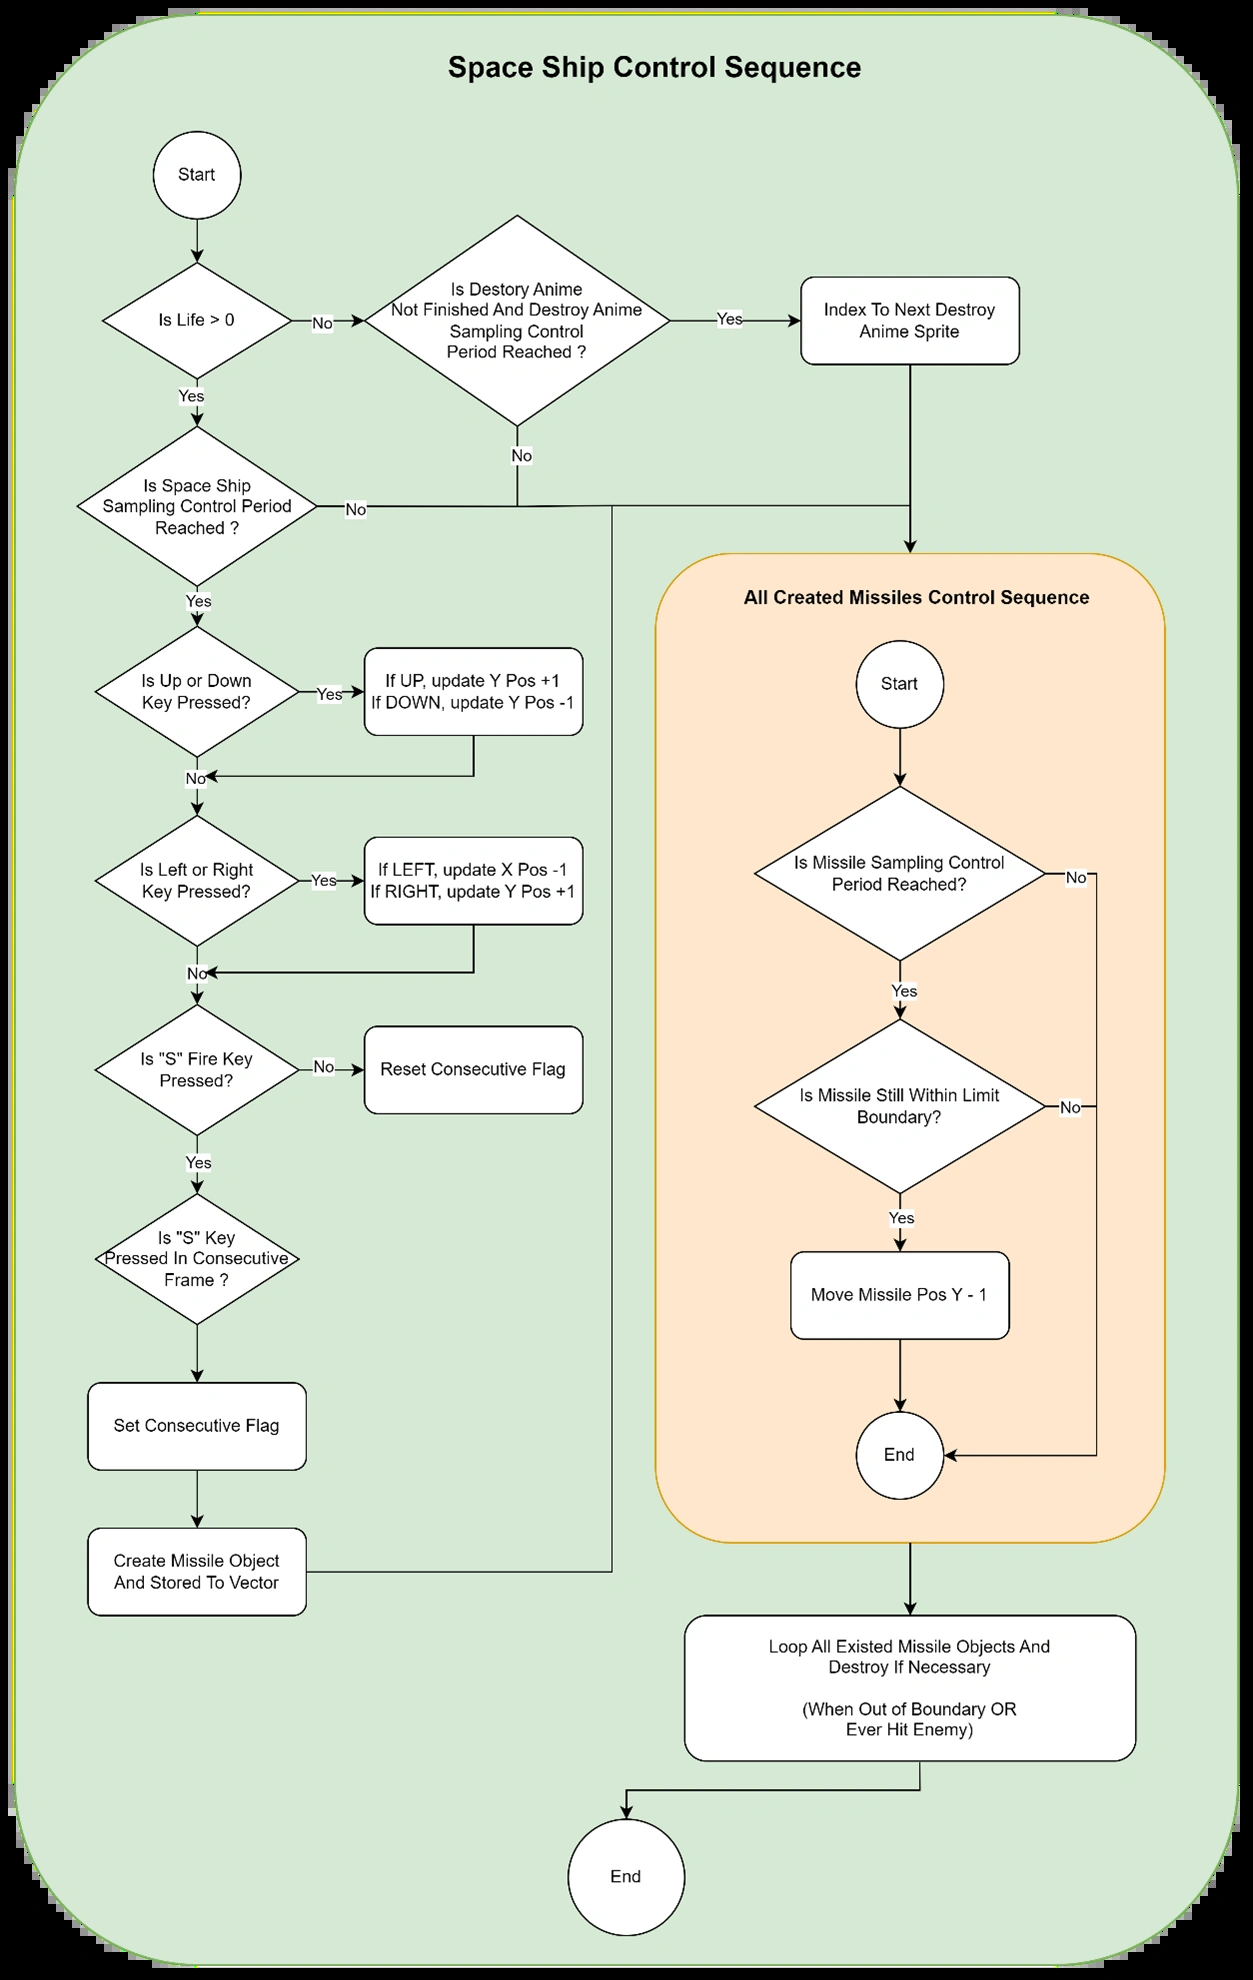 Space Ship Control Sequence
Start
Is Life > 0
No
Is Destory Anime
Not Finished And Destroy Anime
Sampling Control
Period Reached ?
Yes
Index To Next Destroy
Anime Sprite
Yes
No
Is Space Ship
Sampling Control Period
Reached ?
No
Yes
Is Up or Down
Key Pressed?
Yes
If UP, update Y Pos +1
If DOWN, update Y Pos -1
No
Is Left or Right
Key Pressed?
Yes
If LEFT, update X Pos -1
If RIGHT, update Y Pos +1
No
Is "S" Fire Key
Pressed?
No
Reset Consecutive Flag
Yes
Is "S" Key
Pressed In Consecutive
Frame ?
Set Consecutive Flag
Create Missile Object
And Stored To Vector
All Created Missiles Control Sequence
Start
Is Missile Sampling Control
Period Reached?
No
Yes
Is Missile Still Within Limit
Boundary?
No
Yes
Move Missile Pos Y - 1
End
Loop All Existed Missile Objects And
Destroy If Necessary
(When Out of Boundary OR
Ever Hit Enemy)
End